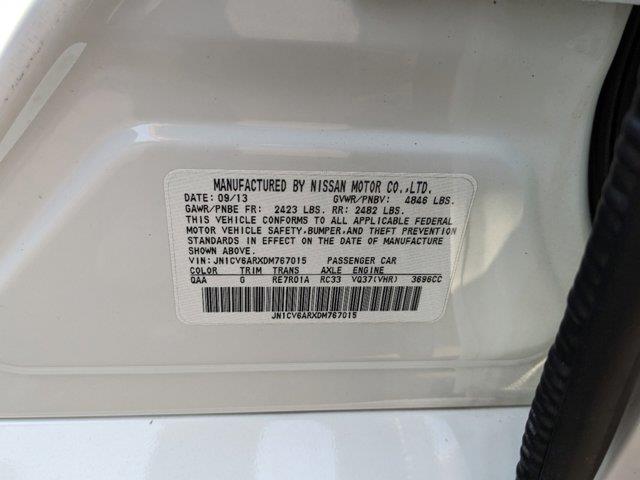 MANUFACTURED BY NISSAN MOTOR CO.,LTD.
DATE: 09/13 GVWR/PNBV: 4846 LBS.
GAWR/PNBE FR: 2423 LBS. RR: 2482 LBS.
THIS VEHICLE CONFORMS TO ALL APPLICABLE FEDERAL
MOTOR VEHICLE SAFETY, BUMPER, AND THEFT PREVENTION
STANDARDS IN EFFECT ON THE DATE OF MANUFACTURE
SHOWN ABOVE.
VIN: JN1CV6ARXDM767015 PASSENGER CAR
COLOR TRIM TRANS AXLE ENGINE
QAA G RE7R01A RC33 VQ37(VHR) 3696CC
JN1CV6ARXDM767015